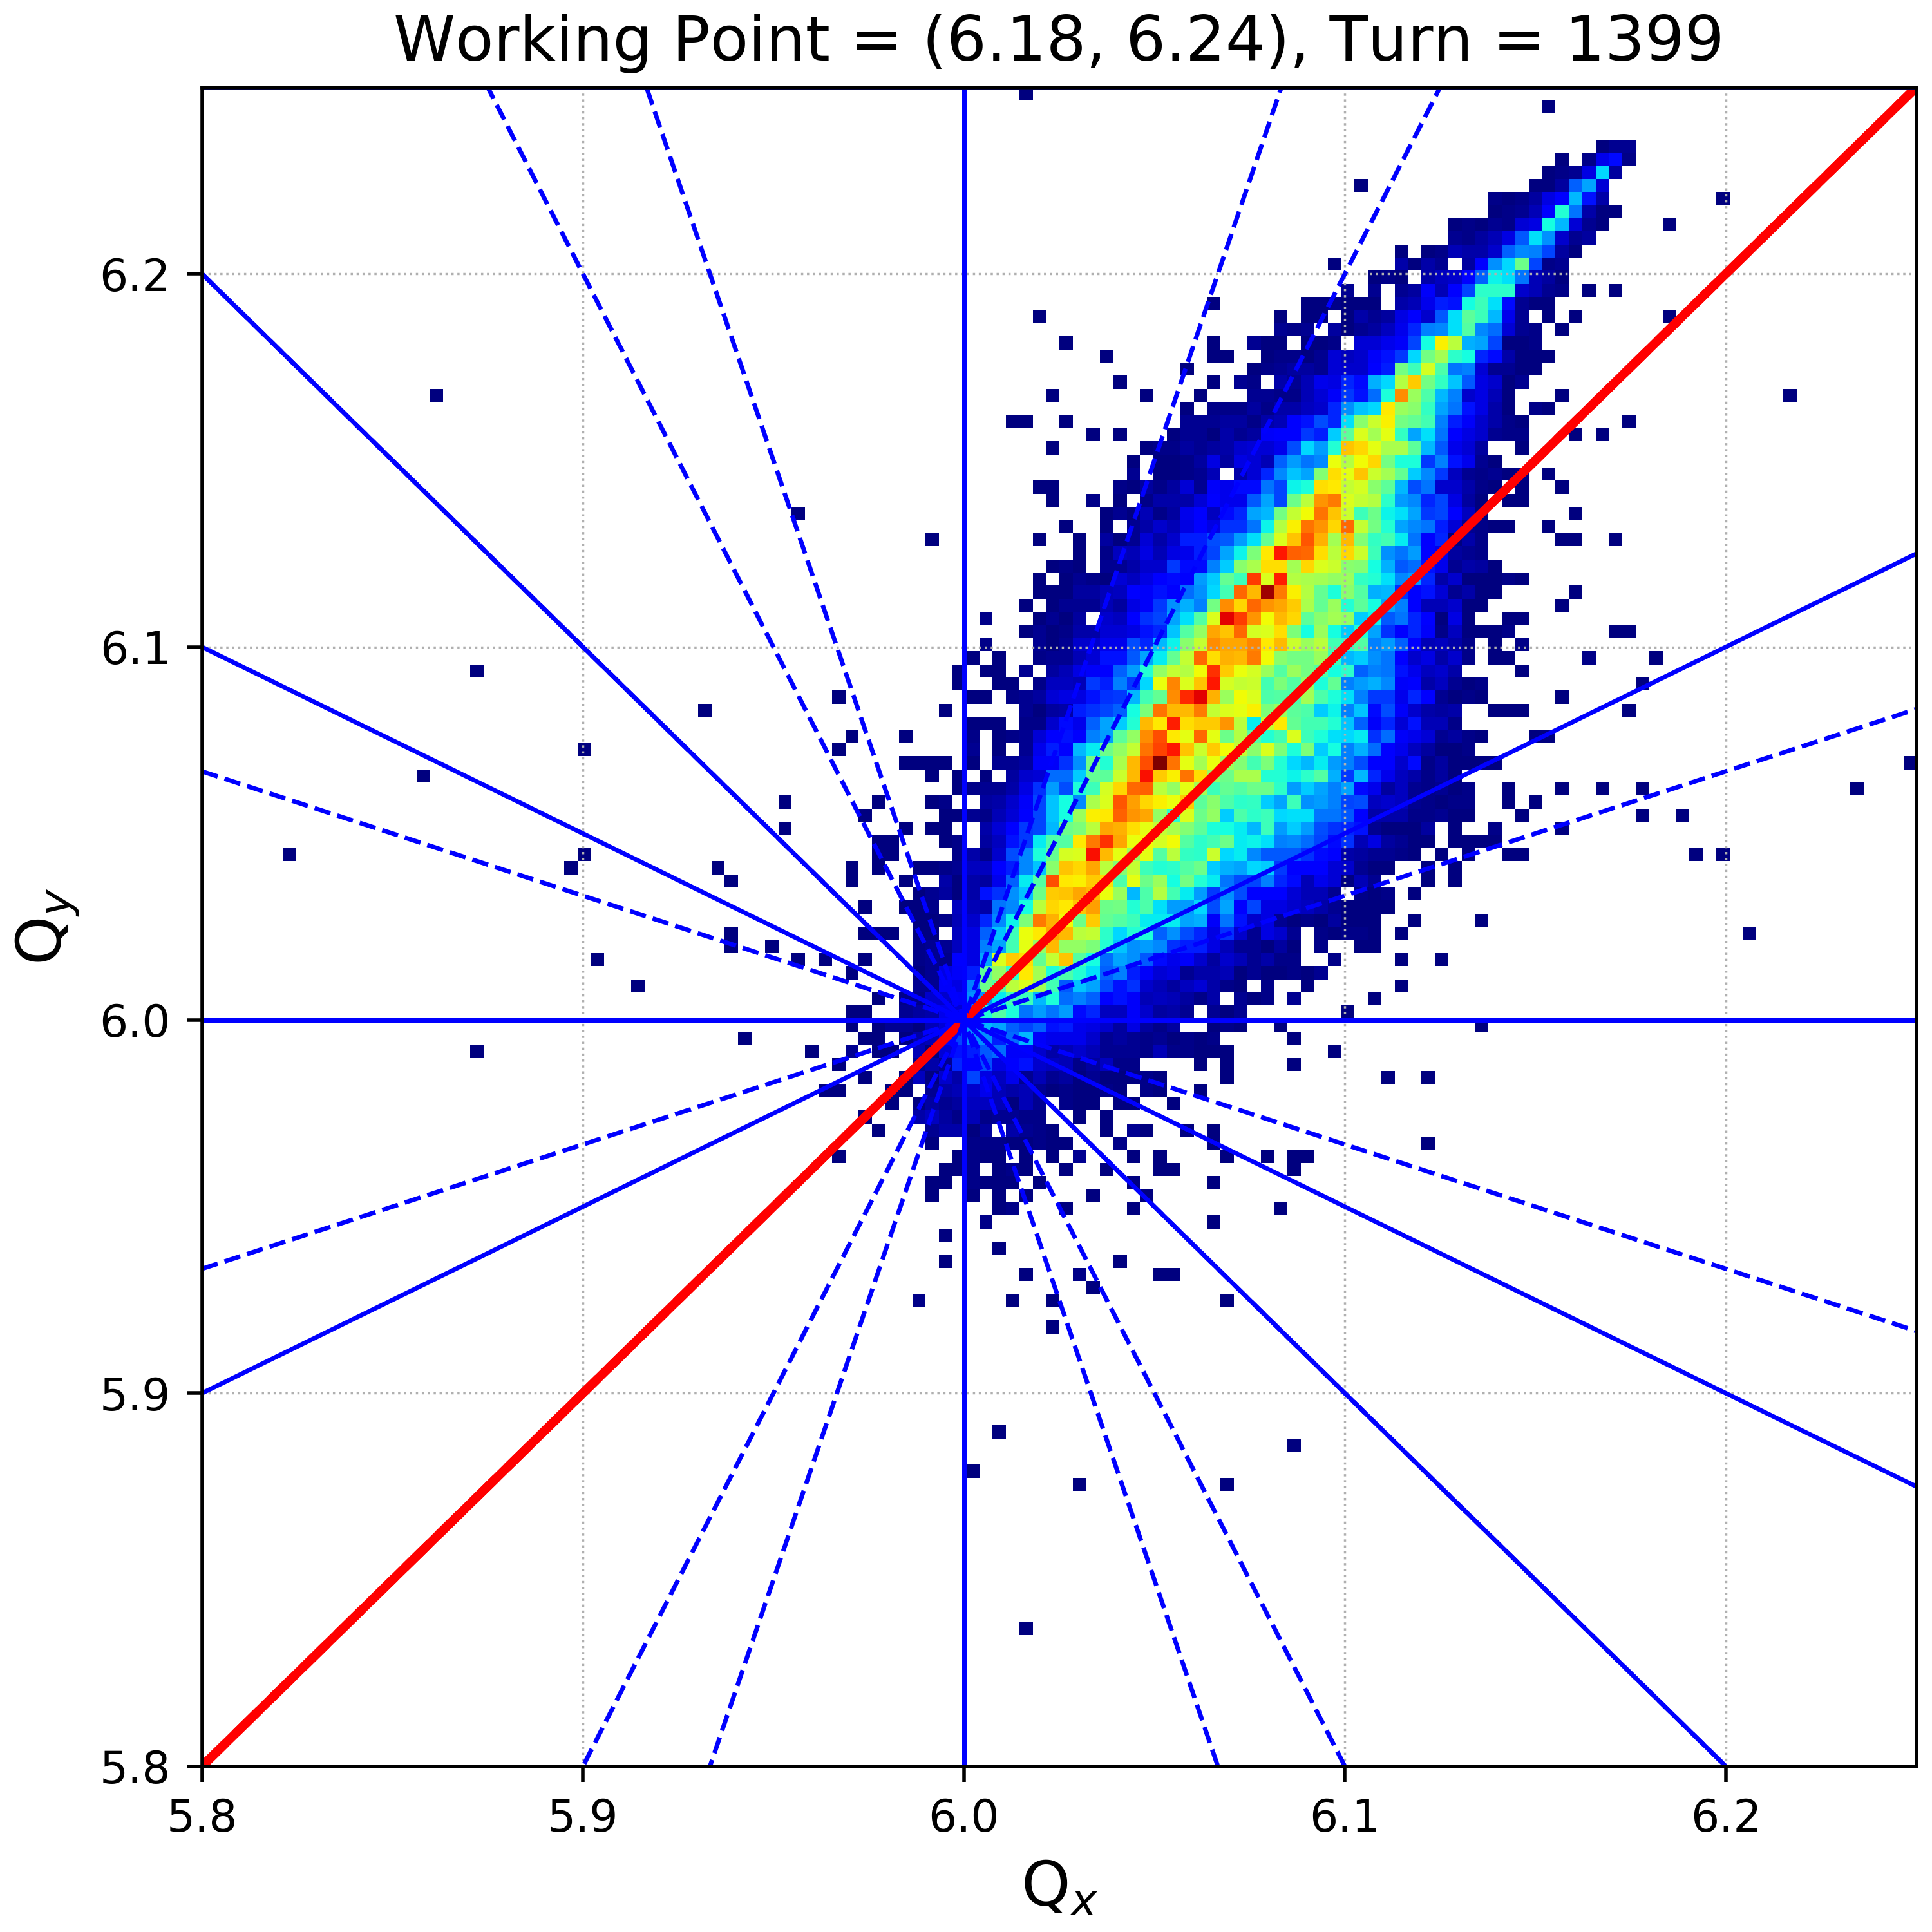 Working Point = (6.18, 6.24), Turn = 1399
6.2
6.1
6.0
5.9
5.8
Qy
5.8 5.9 6.0 6.1 6.2
Qx